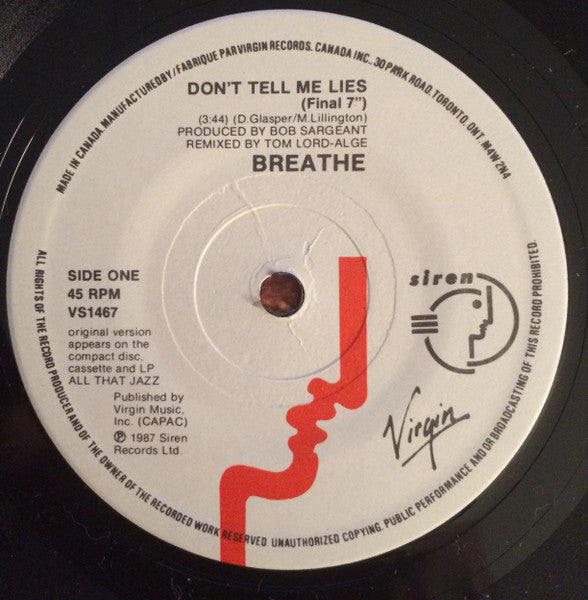 MADE IN CANADA. MANUFACTURED BY / FABRIQUE PAR VIRGIN RECORDS. CANADA INC., 30 PARK ROAD, TORONTO, ONT. M4W 2N4
DON'T TELL ME LIES
(Final 7")
(3:44) (D.Glasper/M.Lillington)
PRODUCED BY BOB SARGEANT
REMIXED BY TOM LORD-ALGE
BREATHE
SIDE ONE
45 RPM
VS1467
original version
appears on the
compact disc,
cassette and LP
ALL THAT JAZZ
Published by
Virgin Music,
Inc. (CAPAC)
℗ 1987 Siren
Records Ltd.
siren
Virgin
ALL RIGHTS OF THE RECORD PRODUCER AND OF THE OWNER OF THE RECORDED WORK RESERVED. UNAUTHORIZED COPYING. PUBLIC PERFORMANCE AND/OR BROADCASTING OF THIS RECORD PROHIBITED.